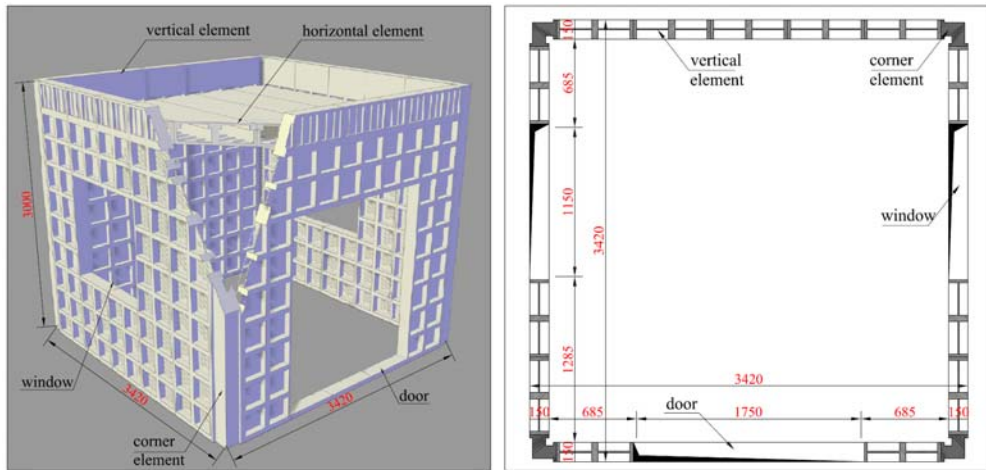 vertical element
horizontal element
3000
window
3420
corner
element
3420
door
150
vertical
element
corner
element
685
1150
3420
window
1285
3420
150
685
door
1750
685
150
150